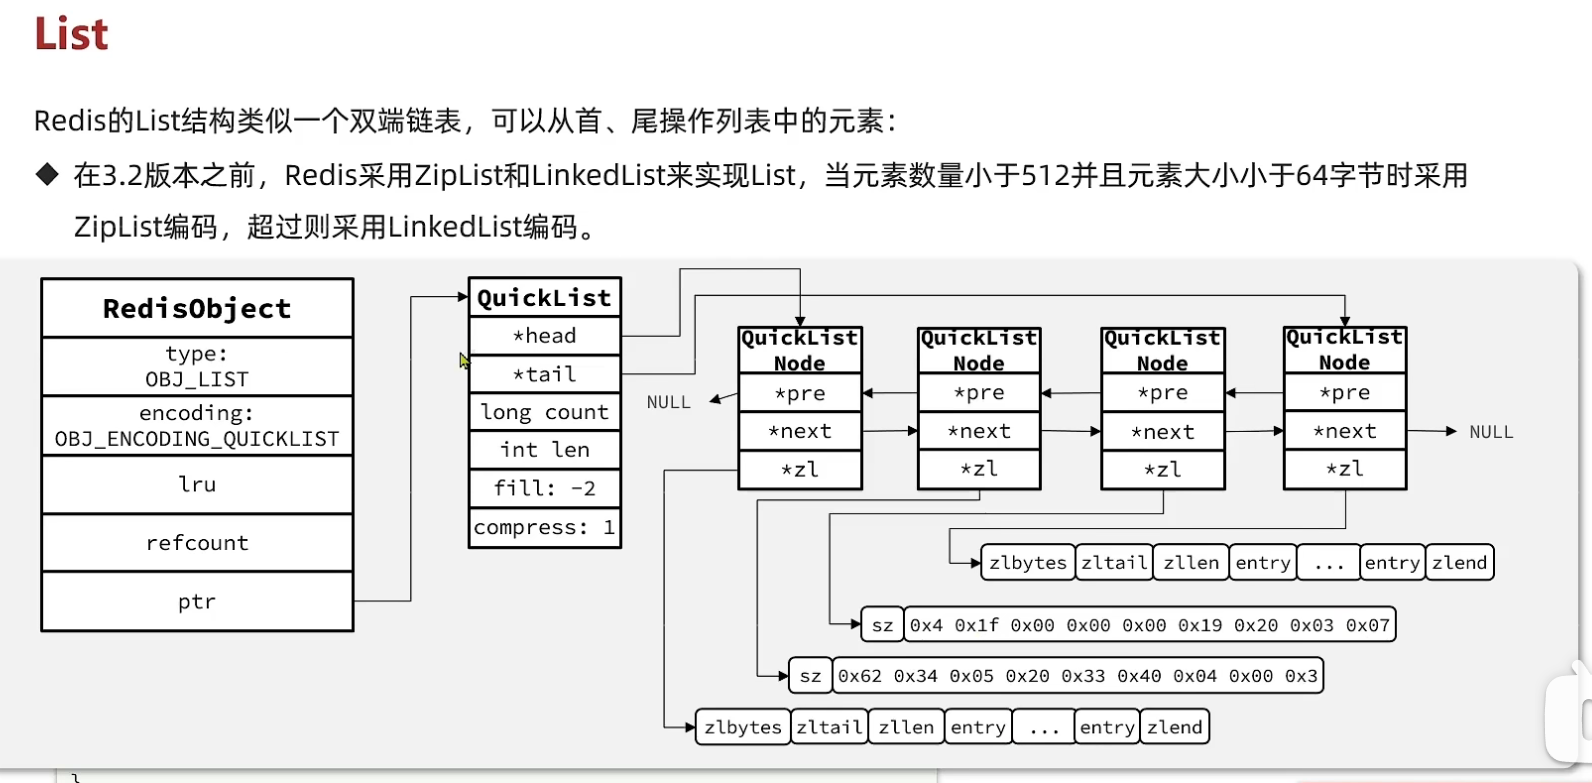 List
Redis的List结构类似一个双端链表，可以从首、尾操作列表中的元素：
在3.2版本之前，Redis采用ZipList和LinkedList来实现List，当元素数量小于512并且元素大小小于64字节时采用
ZipList编码，超过则采用LinkedList编码。
RedisObject
type:
OBJ_LIST
encoding:
OBJ_ENCODING_QUICKLIST
lru
refcount
ptr
QuickList
*head
*tail
long count
int len
fill: -2
compress: 1
NULL
QuickList
Node
*pre
*next
*zl
QuickList
Node
*pre
*next
*zl
QuickList
Node
*pre
*next
*zl
QuickList
Node
*pre
*next
*zl
NULL
zlbytes zltail zllen entry ... entry zlend
sz 0x4 0x1f 0x00 0x00 0x00 0x19 0x20 0x03 0x07
sz 0x62 0x34 0x05 0x20 0x33 0x40 0x04 0x00 0x3
zlbytes zltail zllen entry ... entry zlend
}